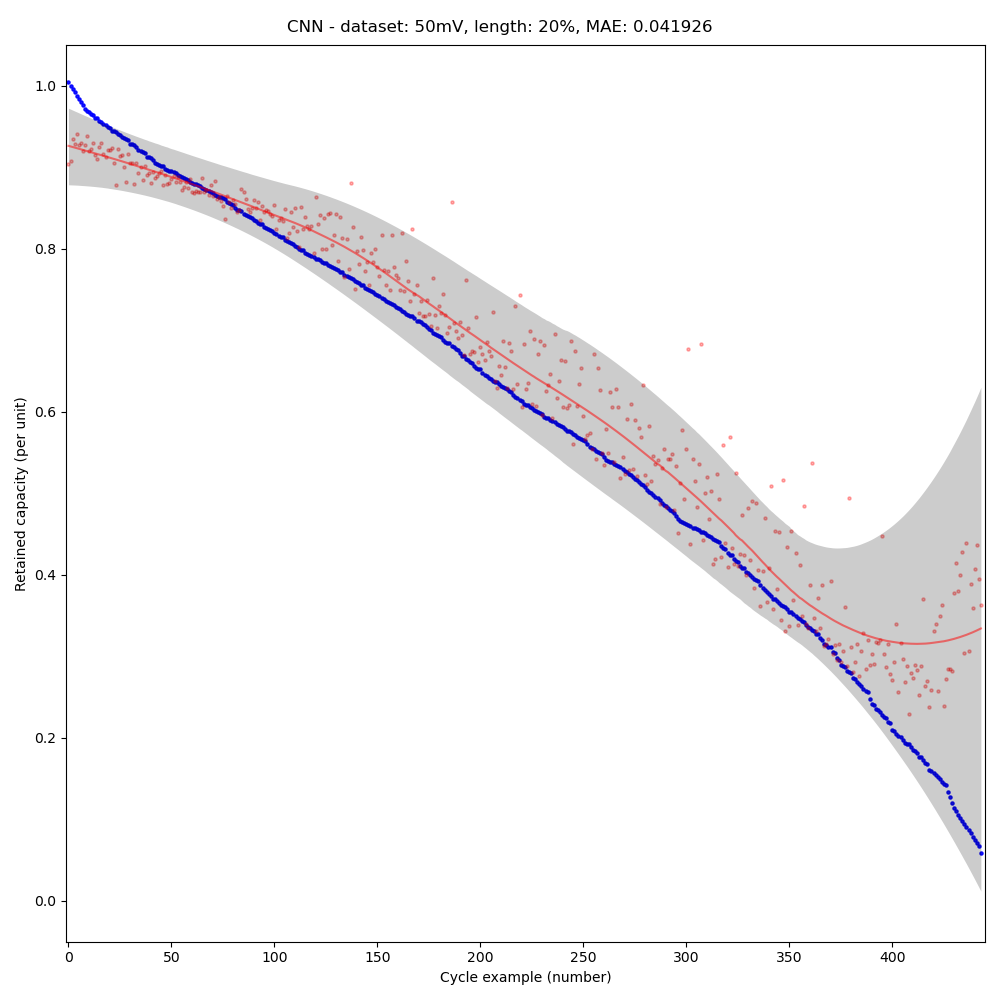 CNN - dataset: 50mV, length: 20%, MAE: 0.041926
1.0
0.8
0.6
0.4
0.2
0.0
Retained capacity (per unit)
0 50 100 150 200 250 300 350 400
Cycle example (number)